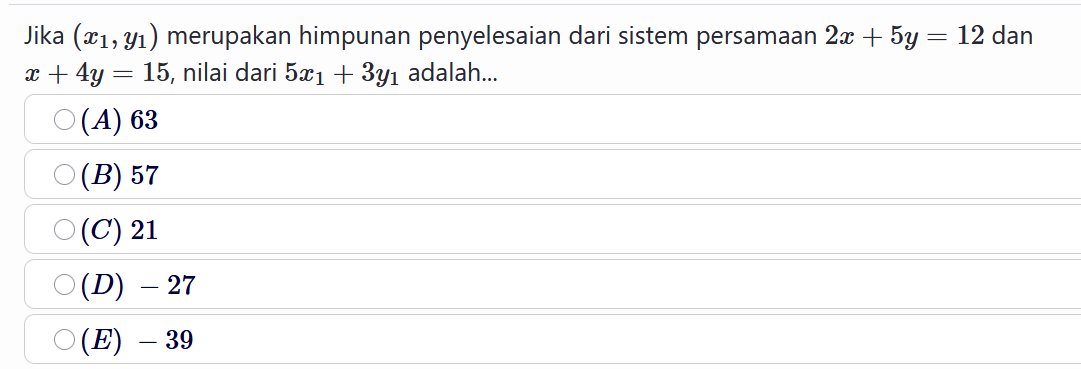 Jika (x₁, y₁) merupakan himpunan penyelesaian dari sistem persamaan 2x + 5y = 12 dan
x + 4y = 15, nilai dari 5x₁ + 3y₁ adalah...
(A) 63
(B) 57
(C) 21
(D) − 27
(E) − 39